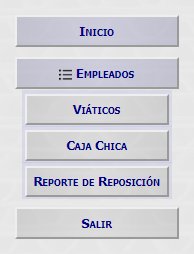 Inicio
Empleados
Viáticos
Caja Chica
Reporte de Reposición
Salir